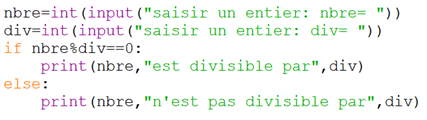 nbre=int(input("saisir un entier: nbre= "))
div=int(input("saisir un entier: div= "))
if nbre%div==0:
    print(nbre,"est divisible par",div)
else:
    print(nbre,"n'est pas divisible par",div)